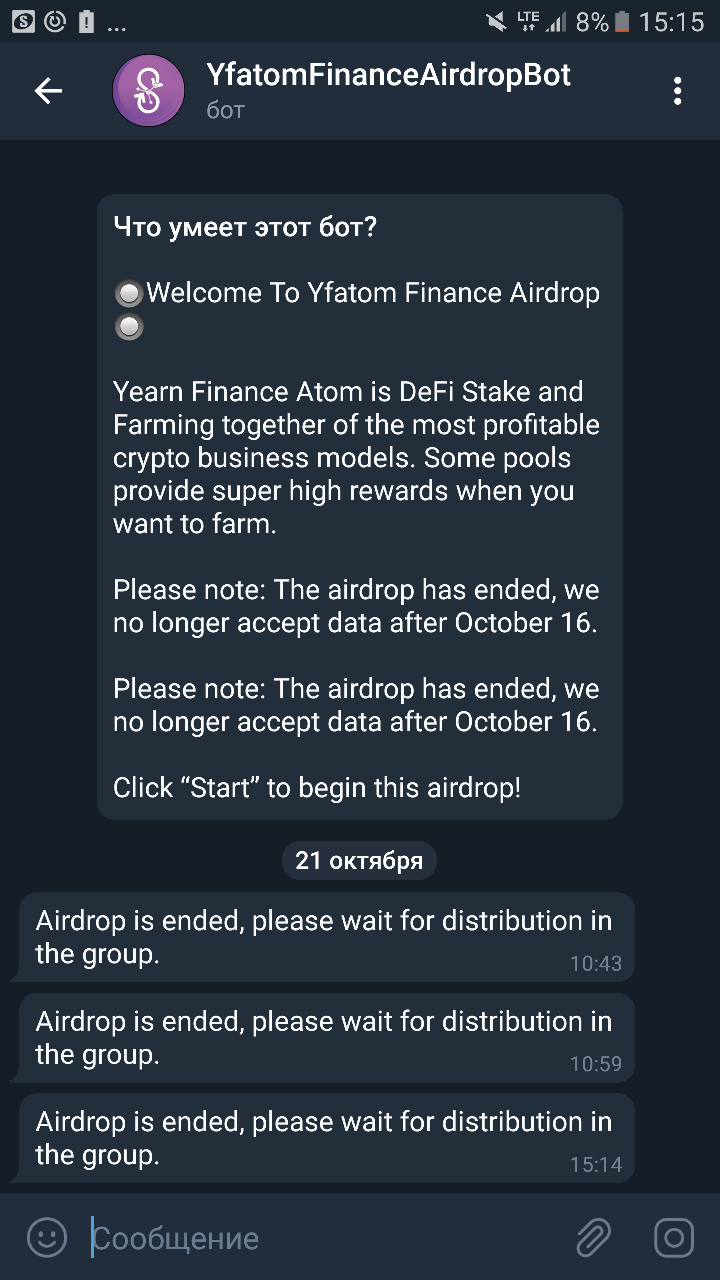 ... LTE 8% 15:15
YfatomFinanceAirdropBot
бот
Что умеет этот бот?
Welcome To Yfatom Finance Airdrop
Yearn Finance Atom is DeFi Stake and
Farming together of the most profitable
crypto business models. Some pools
provide super high rewards when you
want to farm.
Please note: The airdrop has ended, we
no longer accept data after October 16.
Please note: The airdrop has ended, we
no longer accept data after October 16.
Click “Start” to begin this airdrop!
21 октября
Airdrop is ended, please wait for distribution in
the group.
10:43
Airdrop is ended, please wait for distribution in
the group.
10:59
Airdrop is ended, please wait for distribution in
the group.
15:14
Сообщение